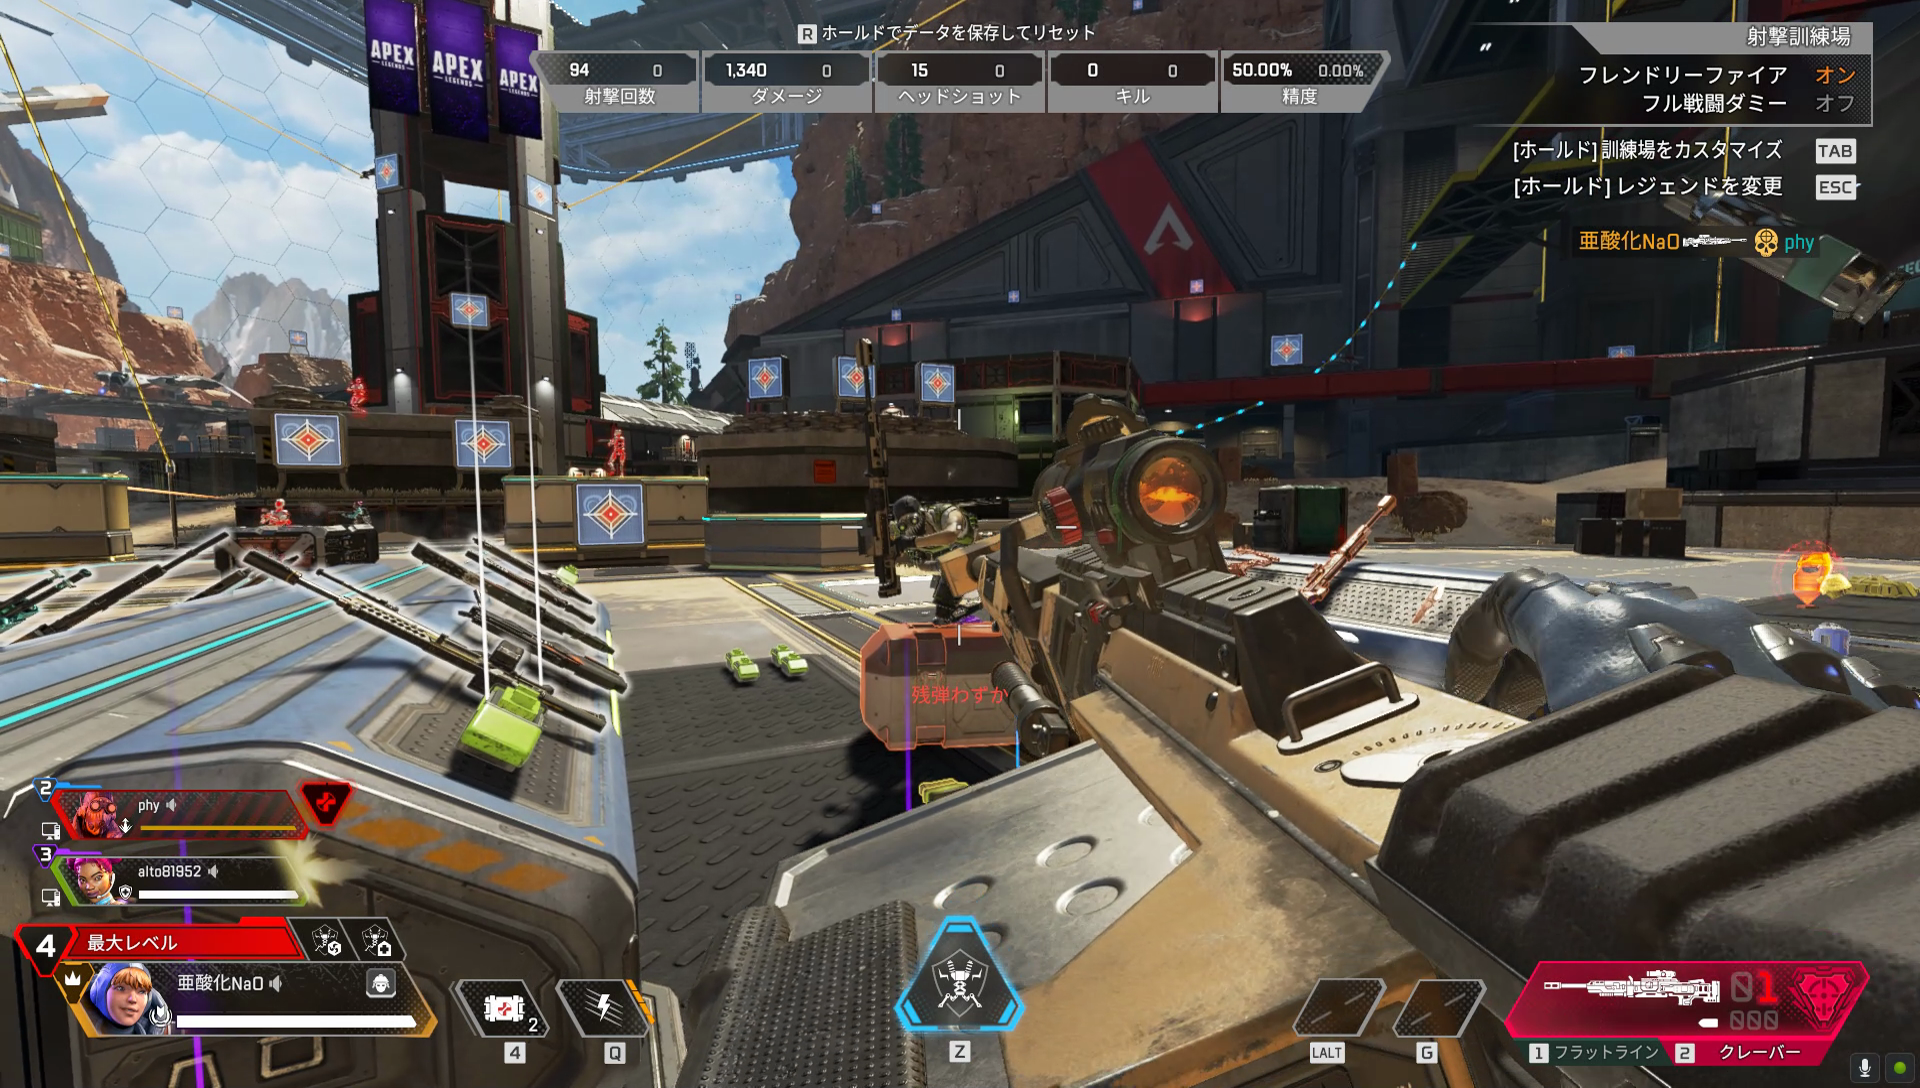 R ホールドでデータを保存してリセット
94 0
射撃回数
1,340 0
ダメージ
15 0
ヘッドショット
0 0
キル
50.00% 0.00%
精度
射撃訓練場
フレンドリーファイア オン
フル戦闘ダミー オフ
[ホールド]訓練場をカスタマイズ TAB
[ホールド]レジェンドを変更 ESC
亜酸化NaO phy
APEX
LEGENDS
APEX
LEGENDS
APEX
LEGENDS
残弾わずか
2
phy
3
alto81952
4 最大レベル
亜酸化NaO
2
4
Q
Z
LALT
G
01
000
1 フラットライン
2 クレーバー